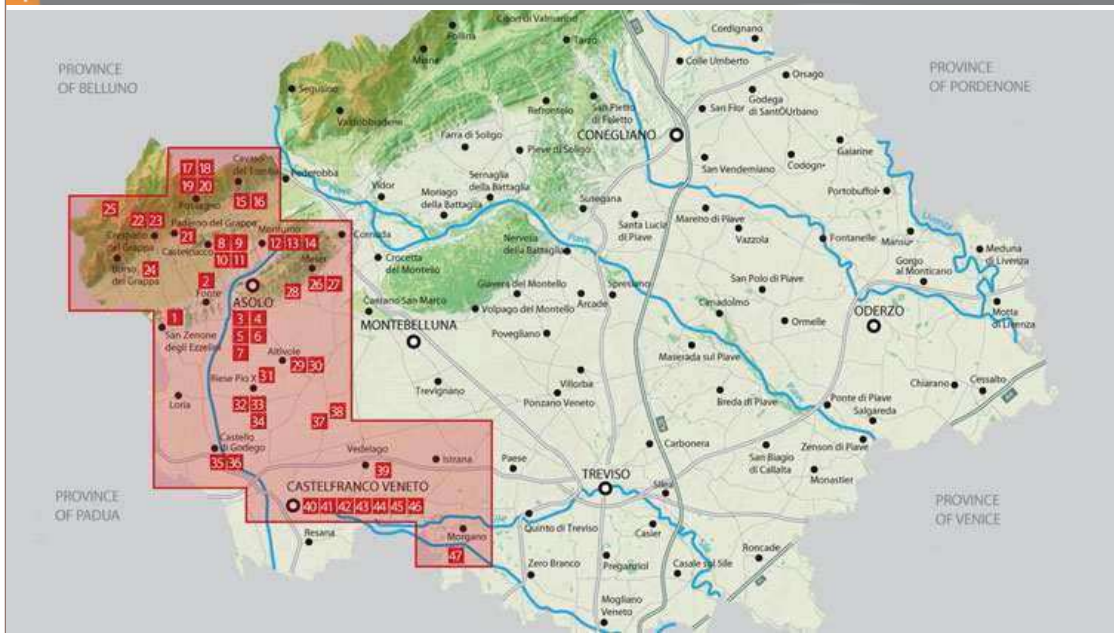 Cison di Valmarino
Follina
Miane
Tarzo
Cordignano
Colle Umberto
PROVINCE
OF BELLUNO
PROVINCE
OF PORDENONE
Orsago
Segusino
Valdobbiadene
Refrontolo
San Pietro
di Feletto
San Fior
Godega
di SantÒUrbano
CONEGLIANO
Farra di Soligo
Pieve di Soligo
Gaiarine
San Vendemiano
Codogn•
17 18
19 20
Cavaso
del Tomba
Pederobba
Piave
Vidor
Moriago
della Battaglia
Sernaglia
della Battaglia
Portobuffol•
Possagno
15 16
Susegana
Santa Lucia
di Piave
Mareno di Piave
Vazzola
Livenza
25
22 23
Paderno del Grappa
Crespano
del Grappa
21
Castelcucco
8 9
10 11
Monfumo
12 13 14
Cornuda
Nervesa
della Battaglia
Piave
Fontanelle
Mansu•
Meduna
di Livenza
Gorgo
al Monticano
Borso
del Grappa
24
Maser
26 27
28
Crocetta
del Montello
2
Fonte
ASOLO
Giavera del Montello
Spresiano
Arcade
San Polo di Piave
Cimadolmo
Ormelle
ODERZO
Motta
di Livenza
1
San Zenone
degli Ezzelini
3 4
5 6
7
Caerano San Marco
MONTEBELLUNA
Volpago del Montello
Povegliano
Altivole
29 30
Maserada sul Piave
Riese Pio X
31
Loria
32 33
34
37
38
Trevignano
Villorba
Ponzano Veneto
Breda di Piave
Piave
Ponte di Piave
Chiarano
Cessalto
Salgareda
Castello
di Godego
35 36
Vedelago
39
Istrana
Paese
Carbonera
San Biagio
di Callalta
Zenson di Piave
Monastier
TREVISO
Silea
PROVINCE
OF PADUA
PROVINCE
OF VENICE
CASTELFRANCO VENETO
40 41 42 43 44 45 46
Resana
Morgano
47
Quinto di Treviso
Casier
Sile
Zero Branco
Preganziol
Casale sul Sile
Roncade
Mogliano
Veneto